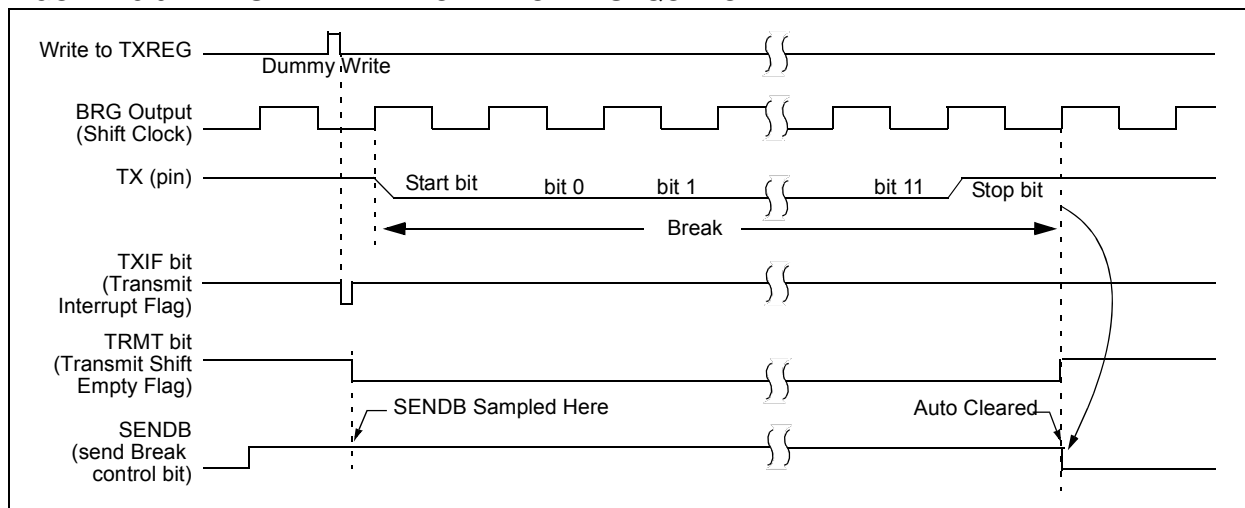 Write to TXREG
Dummy Write
BRG Output
(Shift Clock)
TX (pin)
Start bit
bit 0
bit 1
bit 11
Stop bit
Break
TXIF bit
(Transmit
Interrupt Flag)
TRMT bit
(Transmit Shift
Empty Flag)
SENDB Sampled Here
Auto Cleared
SENDB
(send Break
control bit)